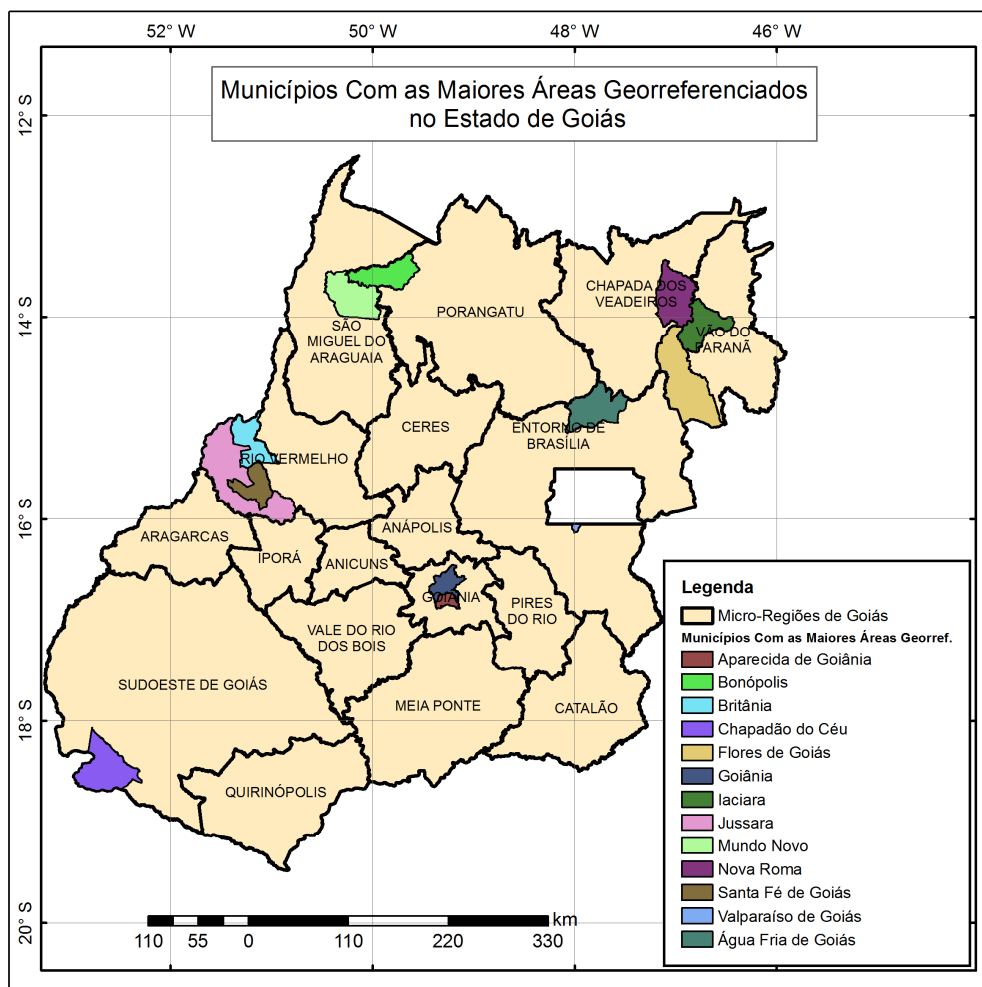 52° W
50° W
48° W
46° W
Municípios Com as Maiores Áreas Georreferenciados
no Estado de Goiás
12° S
14° S
16° S
18° S
20° S
CHAPADA DOS
VEADEIROS
PORANGATU
SÃO
MIGUEL DO
ARAGUAIA
VÃO DO
PARANÃ
CERES
ENTORNO DE
BRASÍLIA
RIO VERMELHO
ANÁPOLIS
ARAGARCAS
IPORÁ
ANICUNS
GOIÂNIA
PIRES
DO RIO
VALE DO RIO
DOS BOIS
SUDOESTE DE GOIÁS
MEIA PONTE
CATALÃO
QUIRINÓPOLIS
Legenda
Micro-Regiões de Goiás
Municípios Com as Maiores Áreas Georref.
Aparecida de Goiânia
Bonópolis
Britânia
Chapadão do Céu
Flores de Goiás
Goiânia
Iaciara
Jussara
Mundo Novo
Nova Roma
Santa Fé de Goiás
Valparaíso de Goiás
Água Fria de Goiás
km
110 55 0 110 220 330